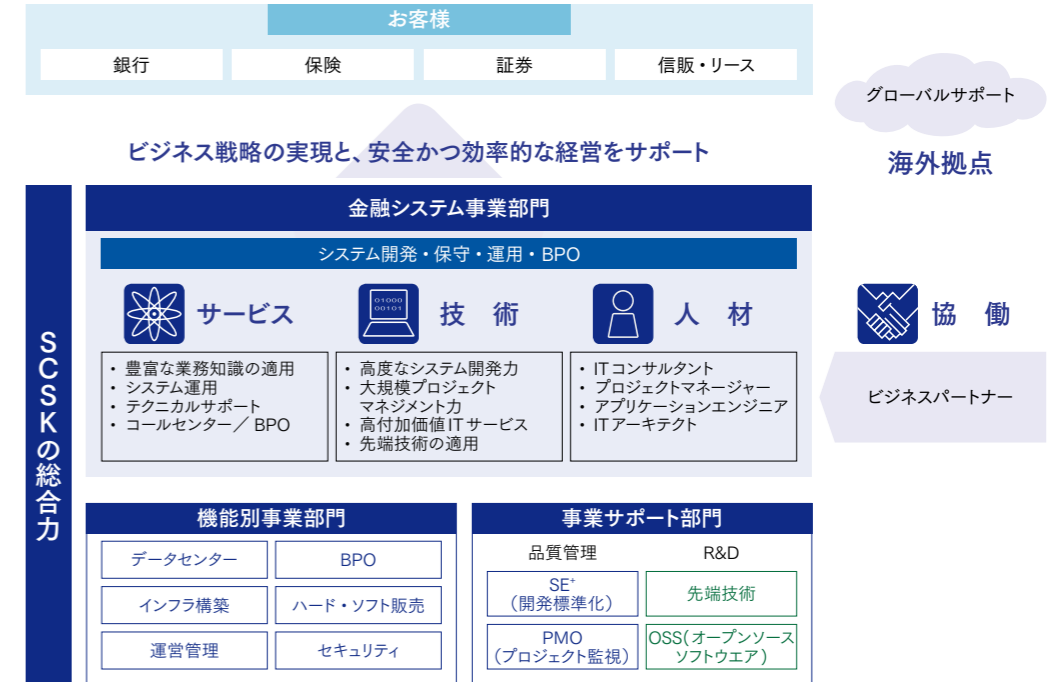 お客様
銀行
保険
証券
信販・リース
グローバルサポート
海外拠点
ビジネス戦略の実現と、安全かつ効率的な経営をサポート
SCSKの総合力
金融システム事業部門
システム開発・保守・運用・BPO
サービス
・ 豊富な業務知識の適用
・ システム運用
・ テクニカルサポート
・ コールセンター／BPO
01000
00101
技 術
・ 高度なシステム開発力
・ 大規模プロジェクト
マネジメント力
・ 高付加価値ITサービス
・ 先端技術の適用
人 材
・ ITコンサルタント
・ プロジェクトマネージャー
・ アプリケーションエンジニア
・ ITアーキテクト
協 働
ビジネスパートナー
機能別事業部門
データセンター
BPO
インフラ構築
ハード・ソフト販売
運営管理
セキュリティ
事業サポート部門
品質管理
R&D
SE⁺
（開発標準化）
先端技術
PMO
（プロジェクト監視）
OSS（オープンソース
ソフトウエア）